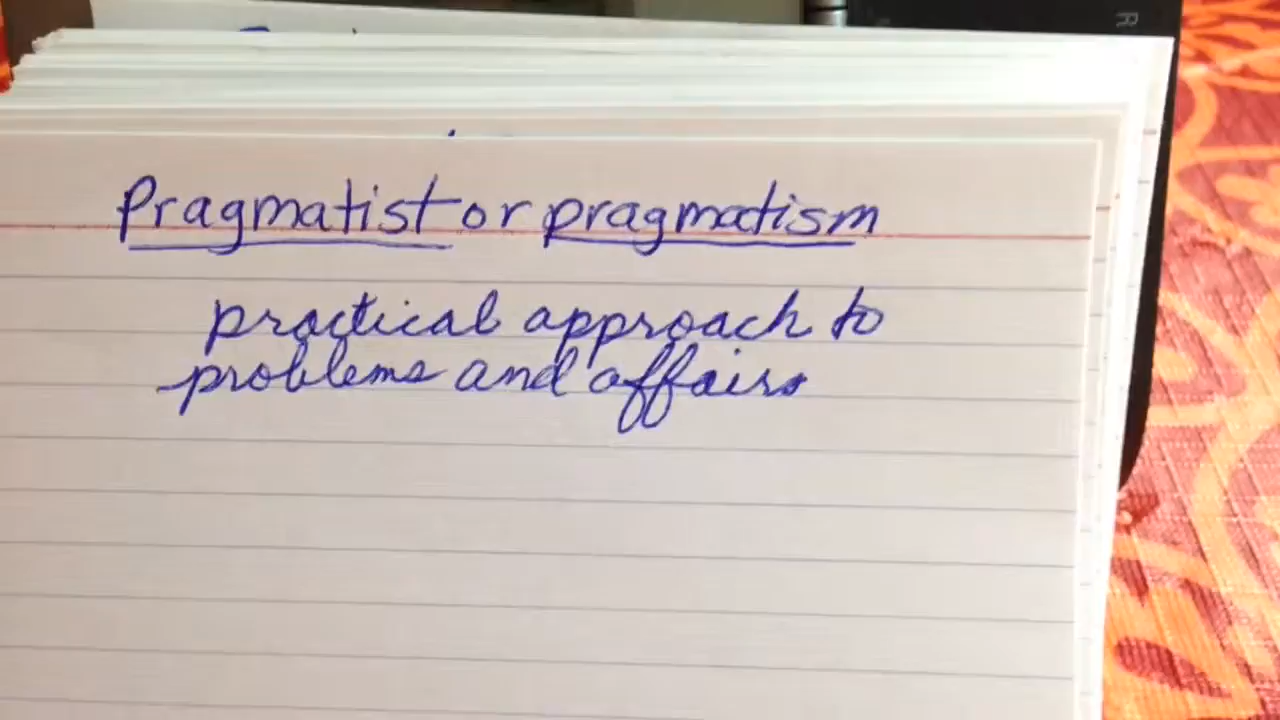 Pragmatist or pragmatism
practical approach to
problems and affairs
R